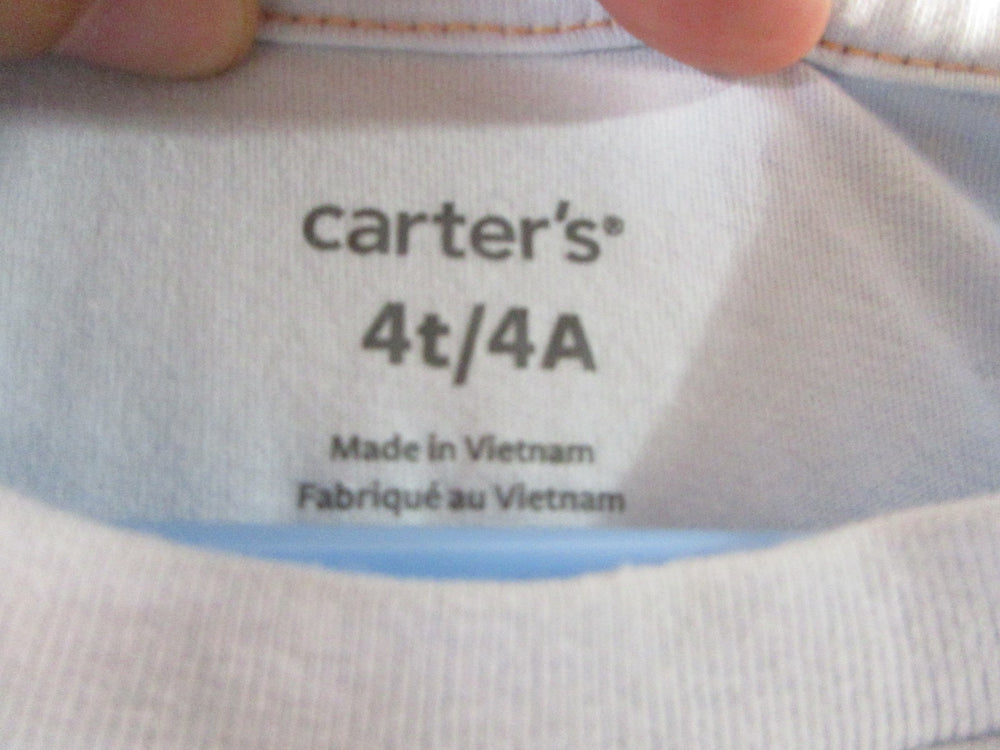 carter's®
4t/4A
Made in Vietnam
Fabriqué au Vietnam